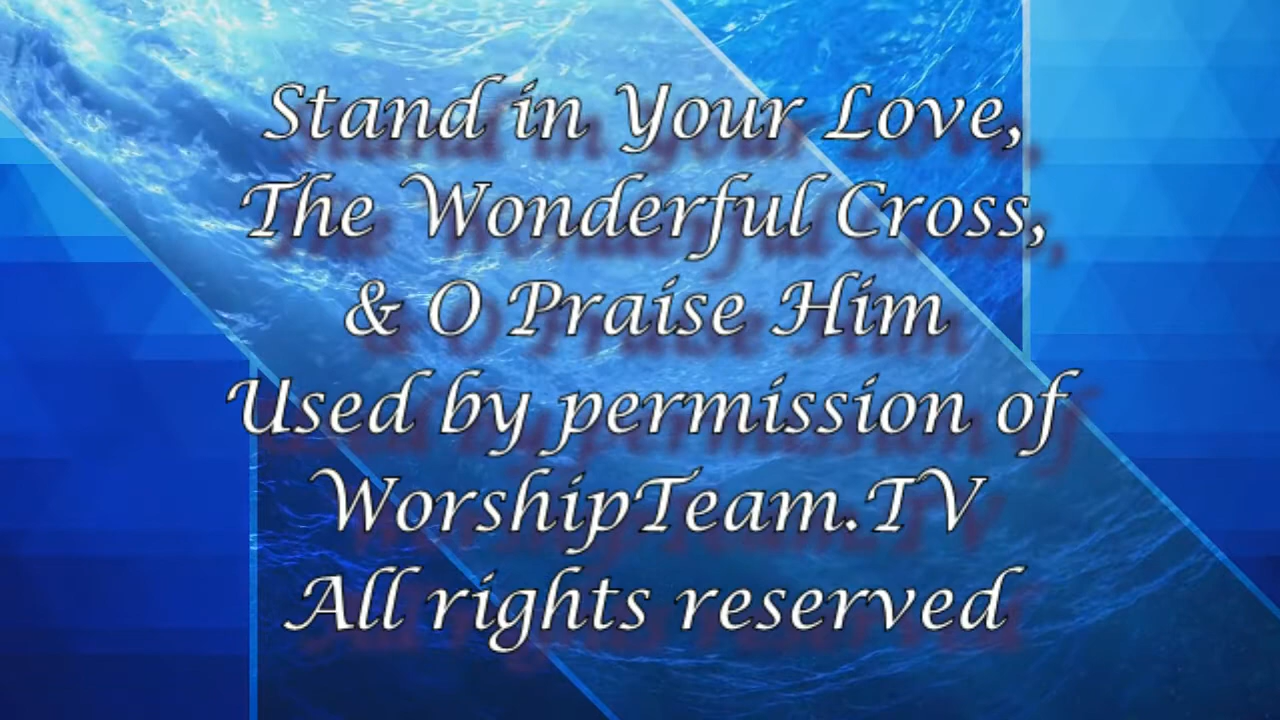 Stand in Your Love,
The Wonderful Cross,
& O Praise Him
Used by permission of
WorshipTeam.TV
All rights reserved